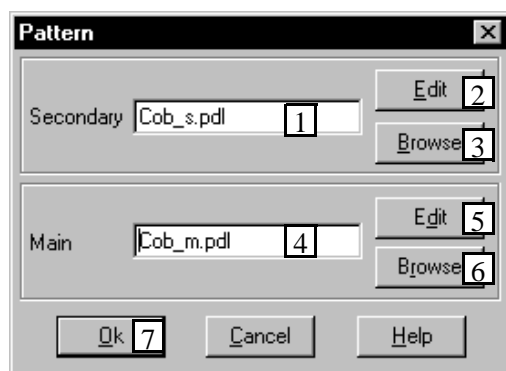 Pattern
Edit 2
Secondary Cob_s.pdl 1
Browse 3
Edit 5
Main Cob_m.pdl 4
Browse 6
Ok 7 Cancel Help